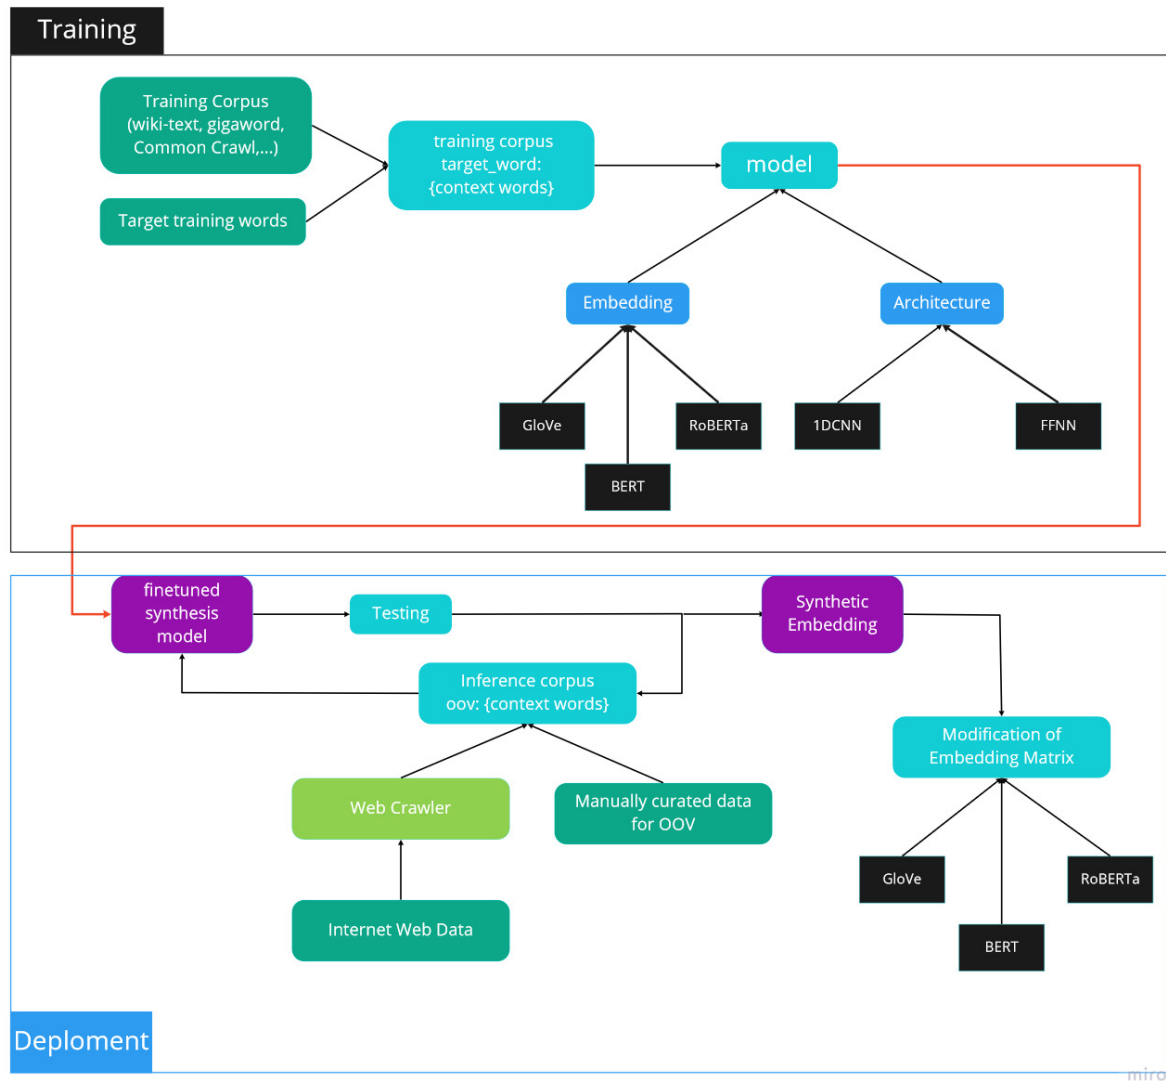 Training
Training Corpus
(wiki-text, gigaword,
Common Crawl,...)
Target training words
training corpus
target_word:
{context words}
model
Embedding
Architecture
GloVe
RoBERTa
1DCNN
FFNN
BERT
finetuned
synthesis
model
Testing
Synthetic
Embedding
Inference corpus
oov: {context words}
Modification of
Embedding Matrix
Web Crawler
Manually curated data
for OOV
GloVe
RoBERTa
Internet Web Data
BERT
Deploment
miro